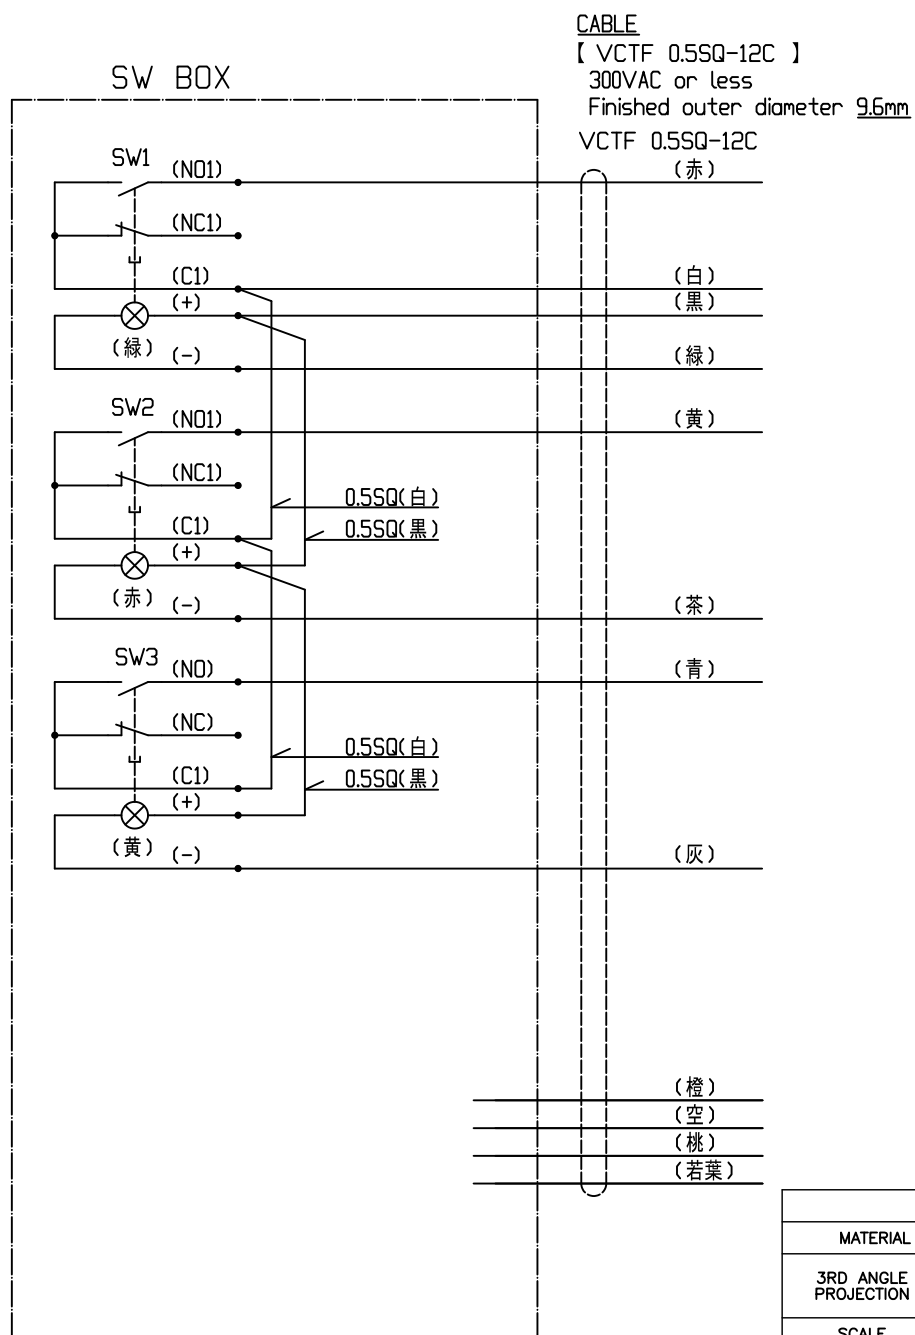 CABLE
【 VCTF 0.5SQ-12C 】
300VAC or less
Finished outer diameter 9.6mm
SW BOX
VCTF 0.5SQ-12C
SW1
(NO1)
(赤)
(NC1)
(C1)
(白)
(+)
(黒)
(緑)
(-)
(緑)
SW2
(NO1)
(黄)
(NC1)
0.5SQ(白)
(C1)
0.5SQ(黒)
(+)
(赤)
(-)
(茶)
SW3
(NO)
(青)
(NC)
0.5SQ(白)
(C1)
0.5SQ(黒)
(+)
(黄)
(-)
(灰)
(橙)
(空)
(桃)
(若葉)
MATERIAL
3RD ANGLE
PROJECTION
SCALE